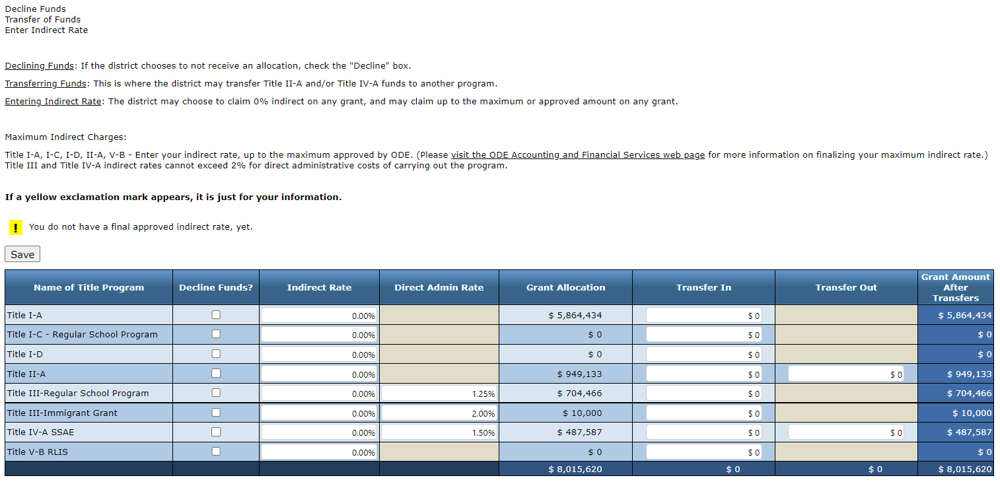 Decline Funds
Transfer of Funds
Enter Indirect Rate
Declining Funds: If the district chooses to not receive an allocation, check the "Decline" box.
Transferring Funds: This is where the district may transfer Title II-A and/or Title IV-A funds to another program.
Entering Indirect Rate: The district may choose to claim 0% indirect on any grant, and may claim up to the maximum or approved amount on any grant.
Maximum Indirect Charges:
Title I-A, I-C, I-D, II-A, V-B - Enter your indirect rate, up to the maximum approved by ODE. (Please visit the ODE Accounting and Financial Services web page for more information on finalizing your maximum indirect rate.)
Title III and Title IV-A indirect rates cannot exceed 2% for direct administrative costs of carrying out the program.
If a yellow exclamation mark appears, it is just for your information.
! You do not have a final approved indirect rate, yet.
Save
Name of Title Program Decline Funds? Indirect Rate Direct Admin Rate Grant Allocation Transfer In Transfer Out Grant Amount After Transfers
Title I-A 0.00% $ 5,864,434 $ 0 $ 5,864,434
Title I-C - Regular School Program 0.00% $ 0 $ 0 $ 0
Title I-D 0.00% $ 0 $ 0 $ 0
Title II-A 0.00% $ 949,133 $ 0 $ 0 $ 949,133
Title III-Regular School Program 0.00% 1.25% $ 704,466 $ 0 $ 704,466
Title III-Immigrant Grant 0.00% 2.00% $ 10,000 $ 0 $ 10,000
Title IV-A SSAE 0.00% 1.50% $ 487,587 $ 0 $ 0 $ 487,587
Title V-B RLIS 0.00% $ 0 $ 0 $ 0
$ 8,015,620 $ 0 $ 0 $ 8,015,620